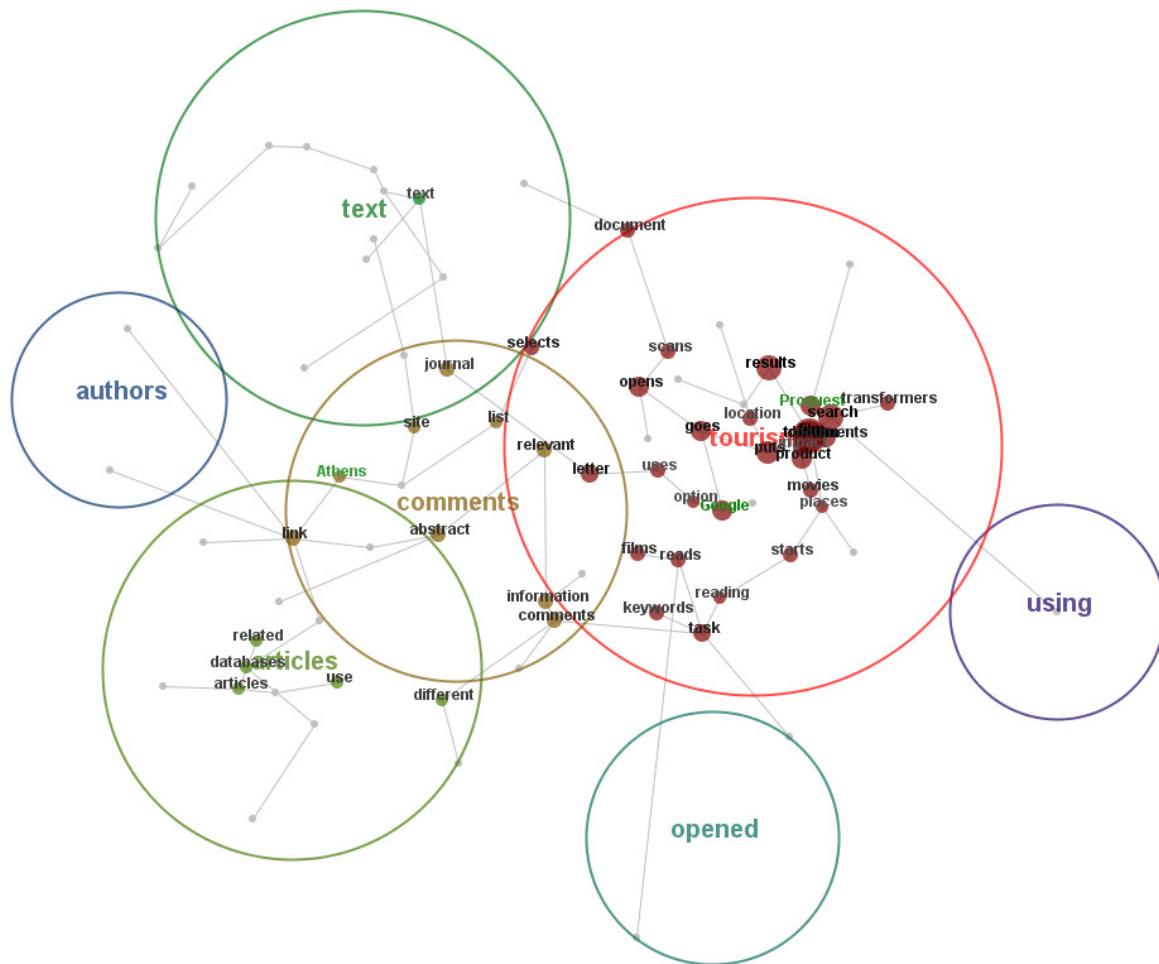 text
text
document
selects
scans
journal
results
opens
authors
Proquest
transformers
search
location
list
site
goes
relevant
puts
product
Athens
letter
uses
movies
comments
option
Google
places
link
abstract
films
reads
starts
information
reading
comments
keywords
using
task
related
databases
articles
articles
use
different
opened